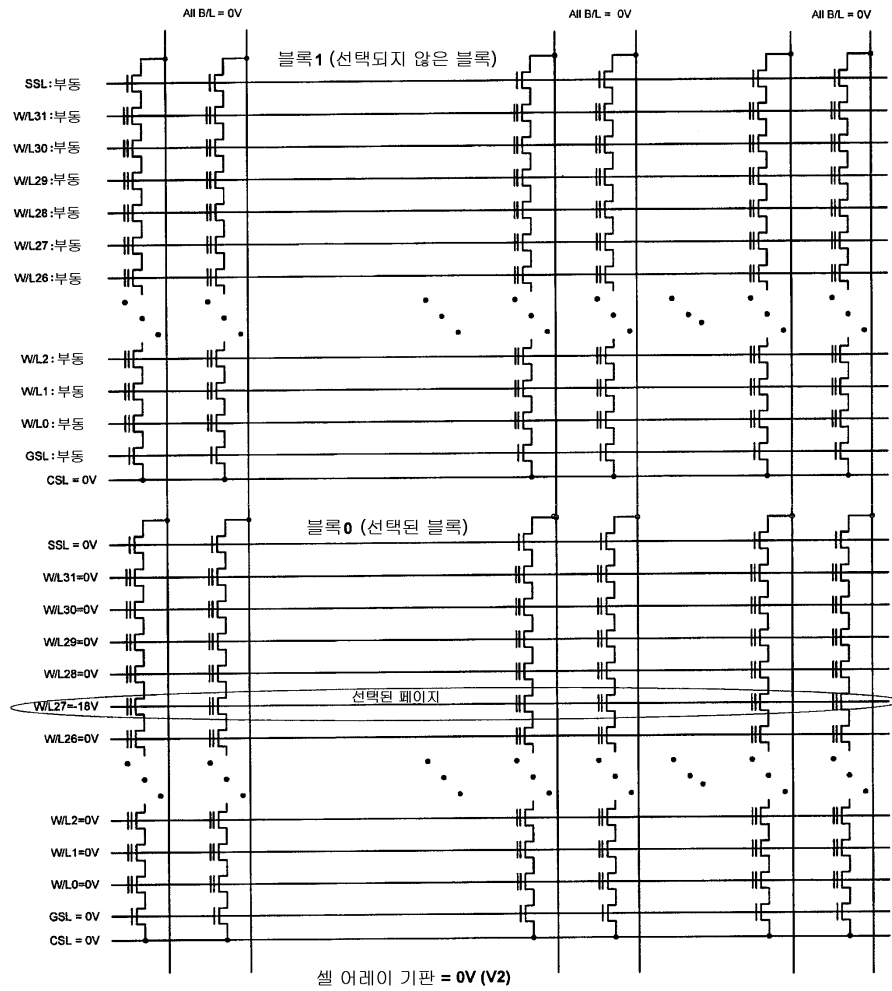 All B/L = 0V All B/L = 0V All B/L = 0V
블록1 (선택되지 않은 블록)
SSL:부동
W/L31:부동
W/L30:부동
W/L29:부동
W/L28:부동
W/L27:부동
W/L26:부동
W/L2:부동
W/L1:부동
W/L0:부동
GSL:부동
CSL = 0V
블록0 (선택된 블록)
SSL = 0V
W/L31=0V
W/L30=0V
W/L29=0V
W/L28=0V
선택된 페이지
W/L27=-18V
W/L26=0V
W/L2=0V
W/L1=0V
W/L0=0V
GSL = 0V
CSL = 0V
셀 어레이 기판 = 0V (V2)